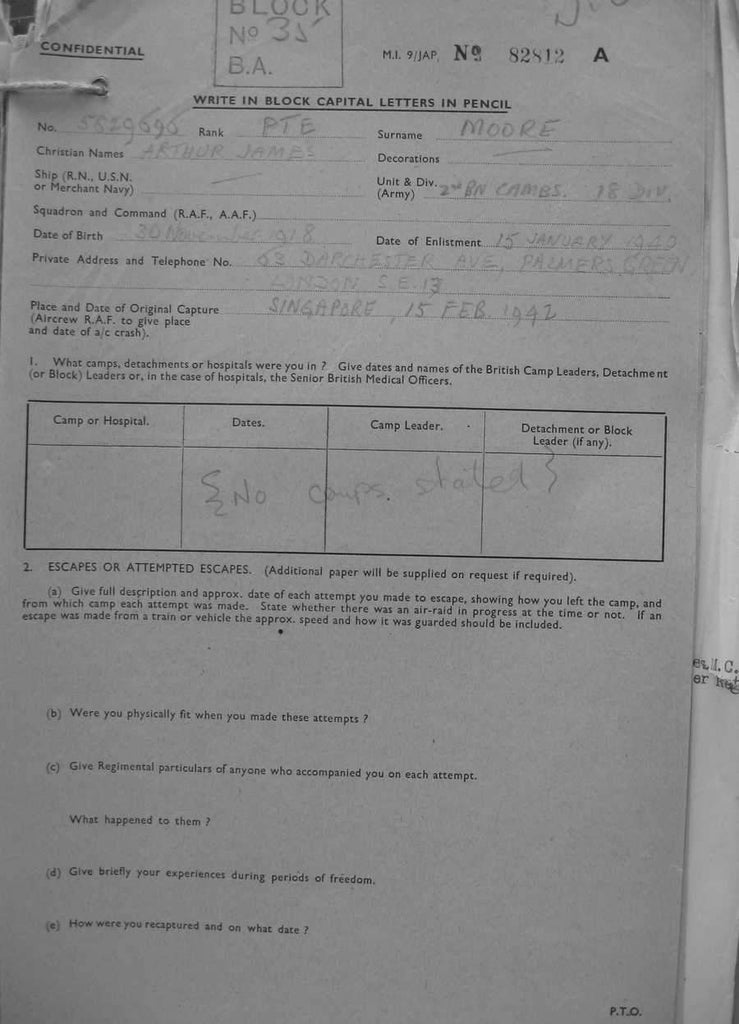 BLOCK
No 35
B.A.
CONFIDENTIAL
M.I. 9/JAP. No 82812 A
WRITE IN BLOCK CAPITAL LETTERS IN PENCIL
No. 5829696 Rank PTE Surname MOORE
Christian Names ARTHUR JAMES Decorations
Ship (R.N., U.S.N. or Merchant Navy)
Unit & Div. (Army) 2nd BN CAMBS. 18 DIV.
Squadron and Command (R.A.F., A.A.F.)
Date of Birth 30 November 1918 Date of Enlistment 15 JANUARY 1940
Private Address and Telephone No. 63 DARCHESTER AVE, PALMERS GREEN,
LONDON S.E.13
Place and Date of Original Capture SINGAPORE, 15 FEB. 1942
(Aircrew R.A.F. to give place
and date of a/c crash).
1. What camps, detachments or hospitals were you in ? Give dates and names of the British Camp Leaders, Detachment
(or Block) Leaders or, in the case of hospitals, the Senior British Medical Officers.
Camp or Hospital. Dates. Camp Leader. Detachment or Block Leader (if any).
{No camps. stated}
2. ESCAPES OR ATTEMPTED ESCAPES. (Additional paper will be supplied on request if required).
(a) Give full description and approx. date of each attempt you made to escape, showing how you left the camp, and
from which camp each attempt was made. State whether there was an air-raid in progress at the time or not. If an
escape was made from a train or vehicle the approx. speed and how it was guarded should be included.
(b) Were you physically fit when you made these attempts ?
(c) Give Regimental particulars of anyone who accompanied you on each attempt.
What happened to them ?
(d) Give briefly your experiences during periods of freedom.
(e) How were you recaptured and on what date ?
P.T.O.